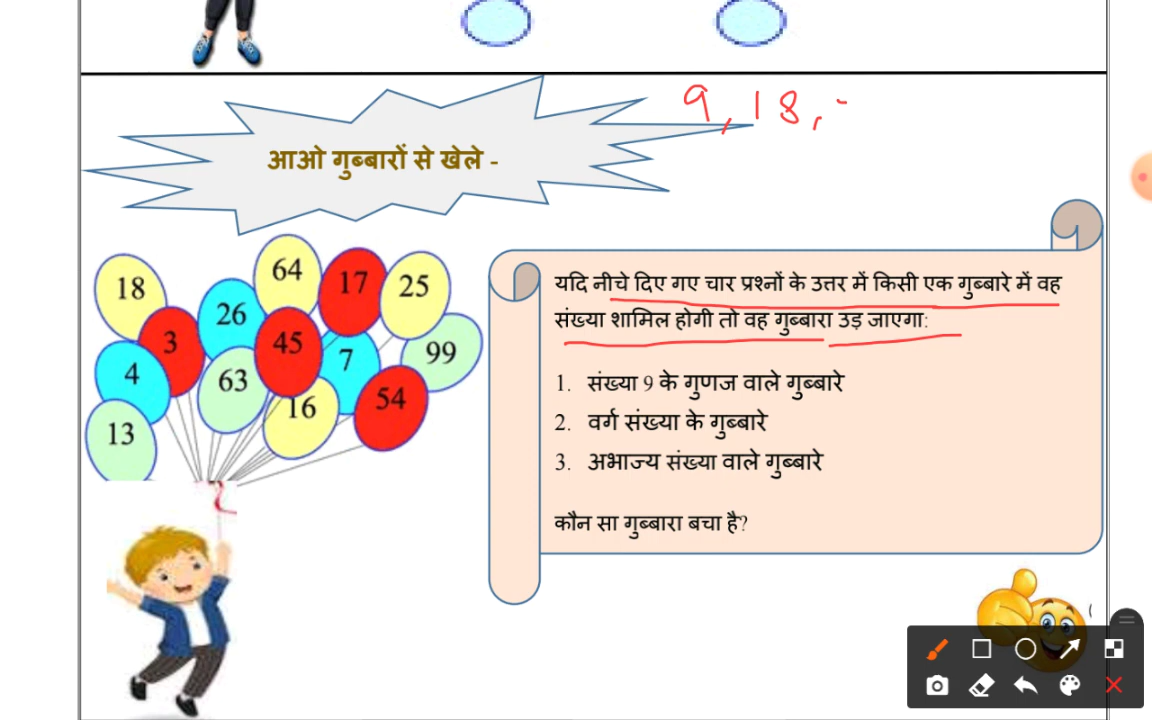 9, 18,
आओ गुब्बारों से खेले -
64
17
25
18
26
3
45
7
99
4
63
16
54
13
यदि नीचे दिए गए चार प्रश्नों के उत्तर में किसी एक गुब्बारे में वह
संख्या शामिल होगी तो वह गुब्बारा उड़ जाएगा:
1. संख्या 9 के गुणज वाले गुब्बारे
2. वर्ग संख्या के गुब्बारे
3. अभाज्य संख्या वाले गुब्बारे
कौन सा गुब्बारा बचा है?